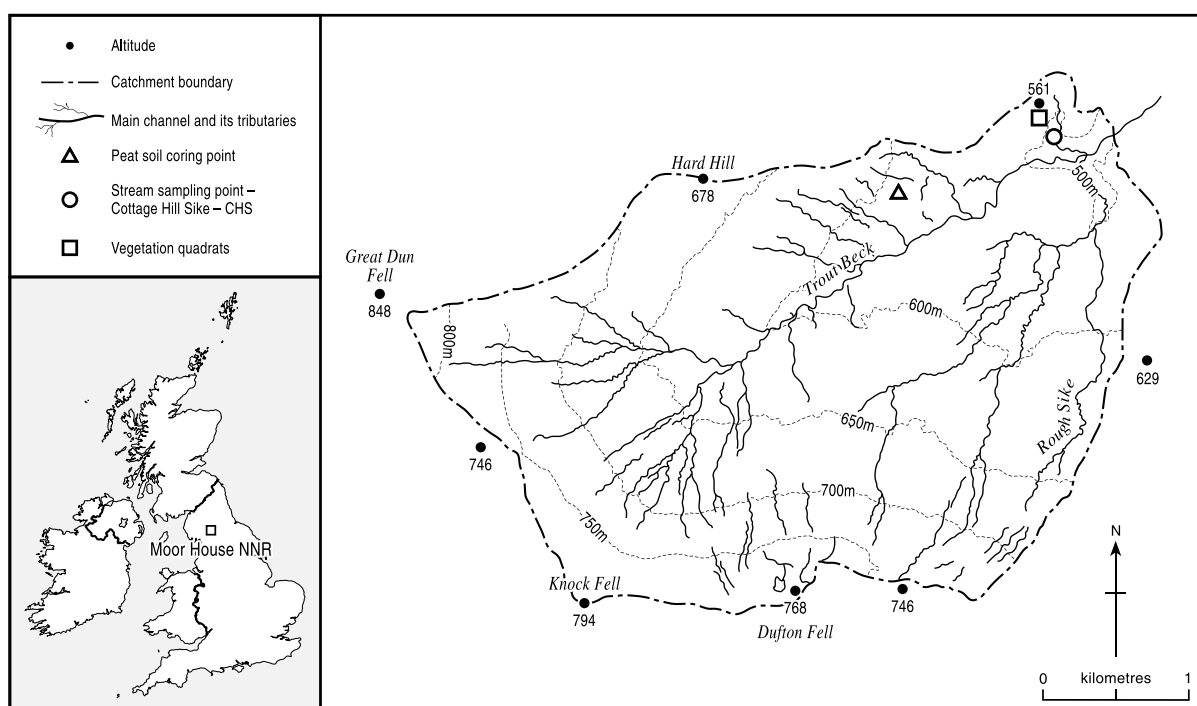 Altitude
Catchment boundary
Main channel and its tributaries
Peat soil coring point
Stream sampling point –
Cottage Hill Sike – CHS
Vegetation quadrats
Moor House NNR
561
Hard Hill
678
500m
Great Dun
Fell
848
Trout Beck
600m
800m
629
Rough Sike
650m
746
700m
750m
N
Knock Fell
794
768
746
Dufton Fell
0 kilometres 1